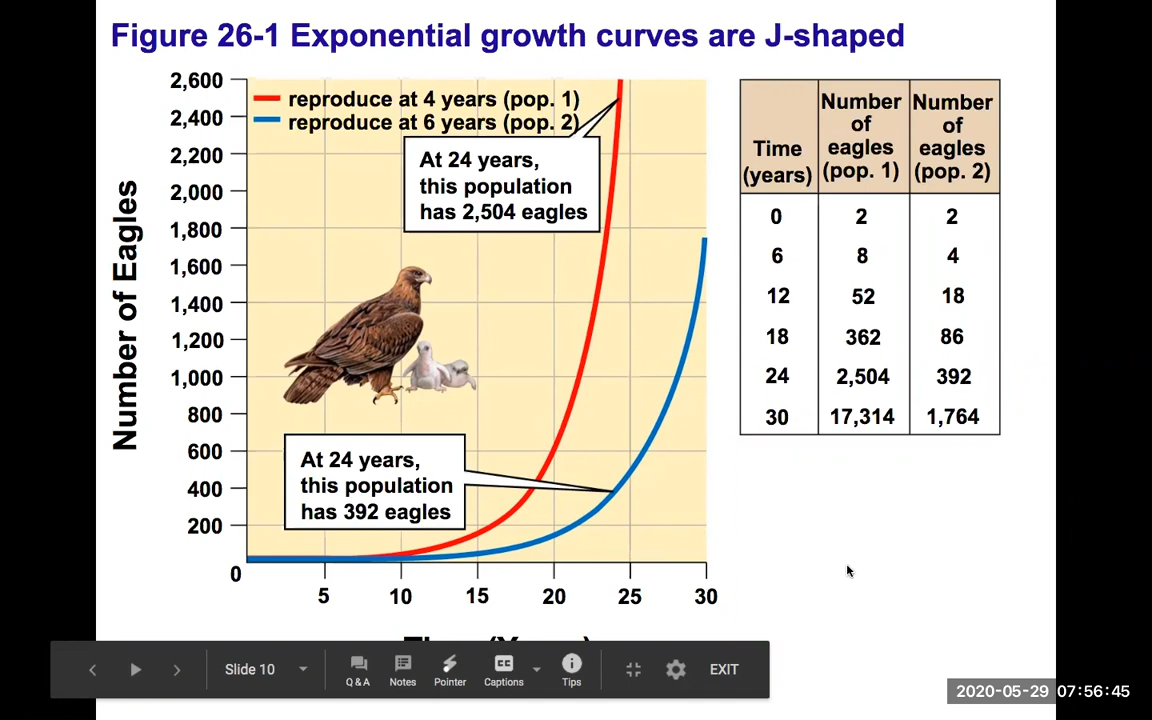 Figure 26-1 Exponential growth curves are J-shaped
2,600
2,400
2,200
2,000
1,800
1,600
1,400
1,200
1,000
800
600
400
200
0
Number of Eagles
reproduce at 4 years (pop. 1)
reproduce at 6 years (pop. 2)
At 24 years,
this population
has 2,504 eagles
At 24 years,
this population
has 392 eagles
5 10 15 20 25 30
Time (years) Number of eagles (pop. 1) Number of eagles (pop. 2)
0 2 2
6 8 4
12 52 18
18 362 86
24 2,504 392
30 17,314 1,764
Slide 10
Q & A Notes Pointer CC Captions Tips EXIT
2020-05-29 07:56:45